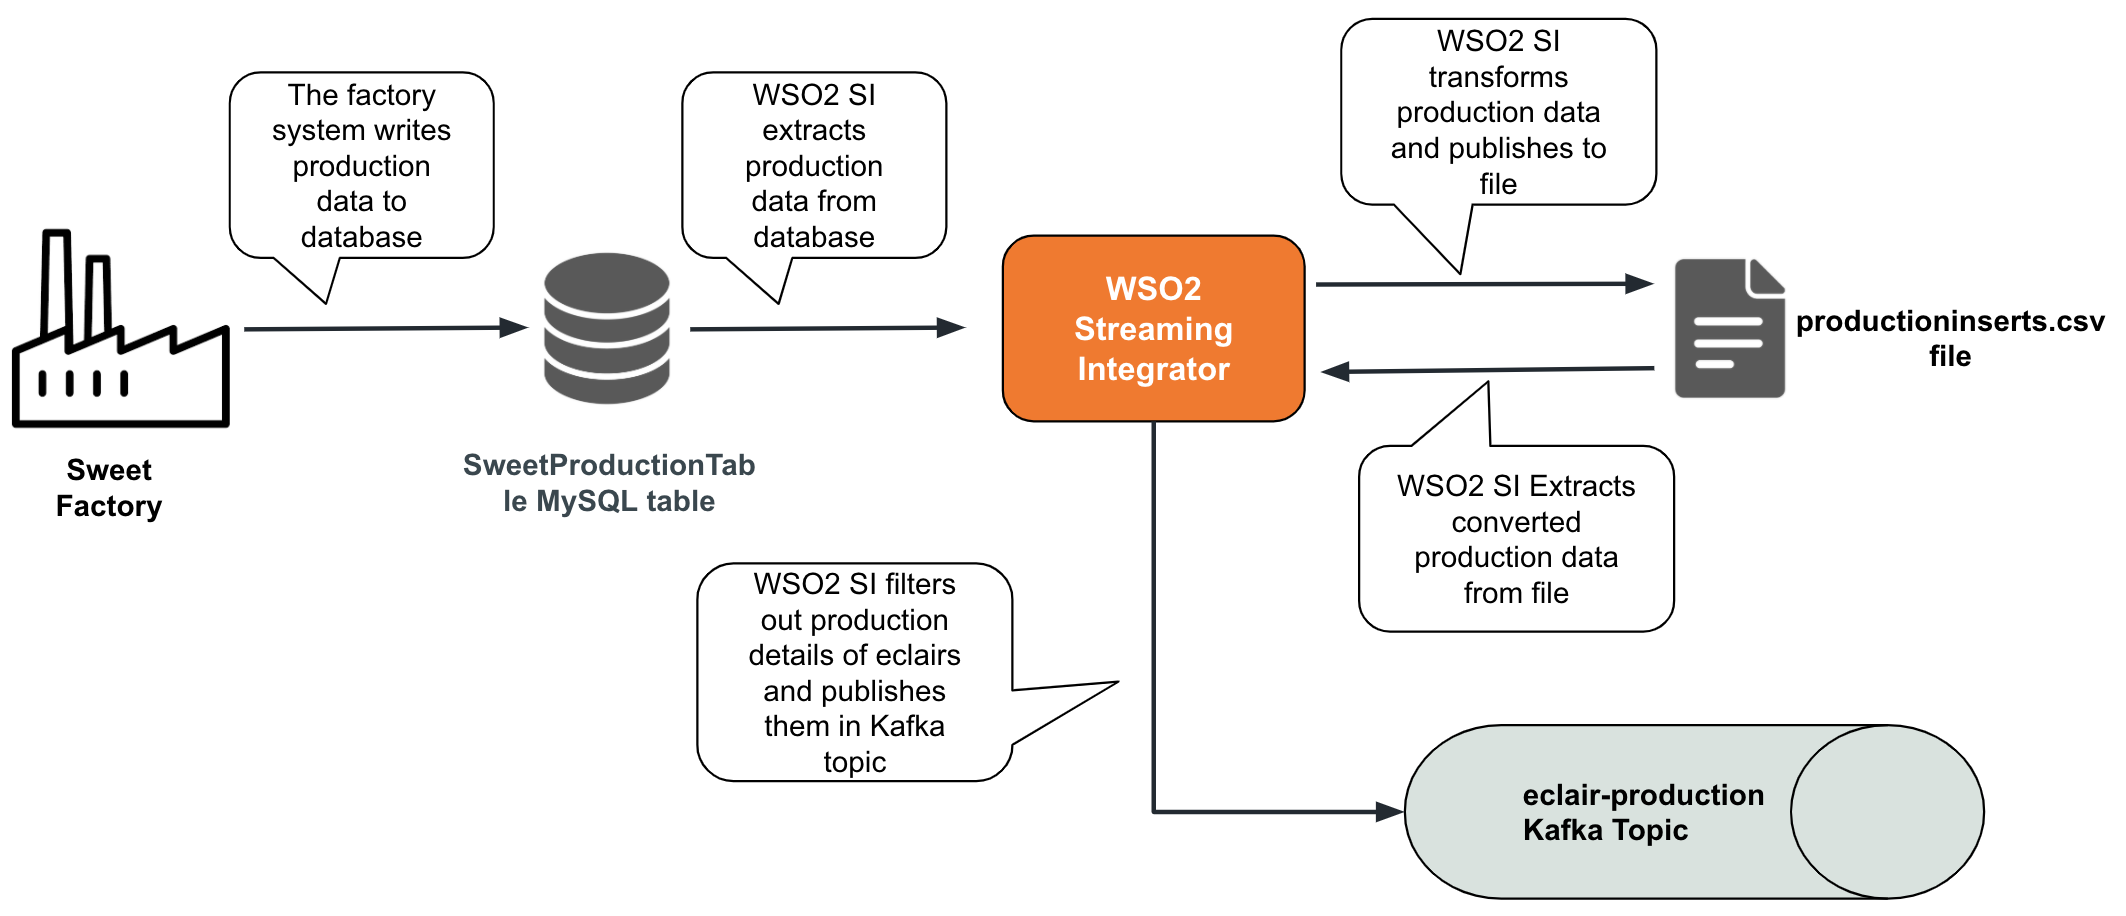 The factory
system writes
production
data to
database
WSO2 SI
extracts
production
data from
database
WSO2 SI
transforms
production data
and publishes to
file
WSO2
Streaming
Integrator
productioninserts.csv
file
Sweet
Factory
SweetProductionTab
le MySQL table
WSO2 SI Extracts
converted
production data
from file
WSO2 SI filters
out production
details of eclairs
and publishes
them in Kafka
topic
eclair-production
Kafka Topic